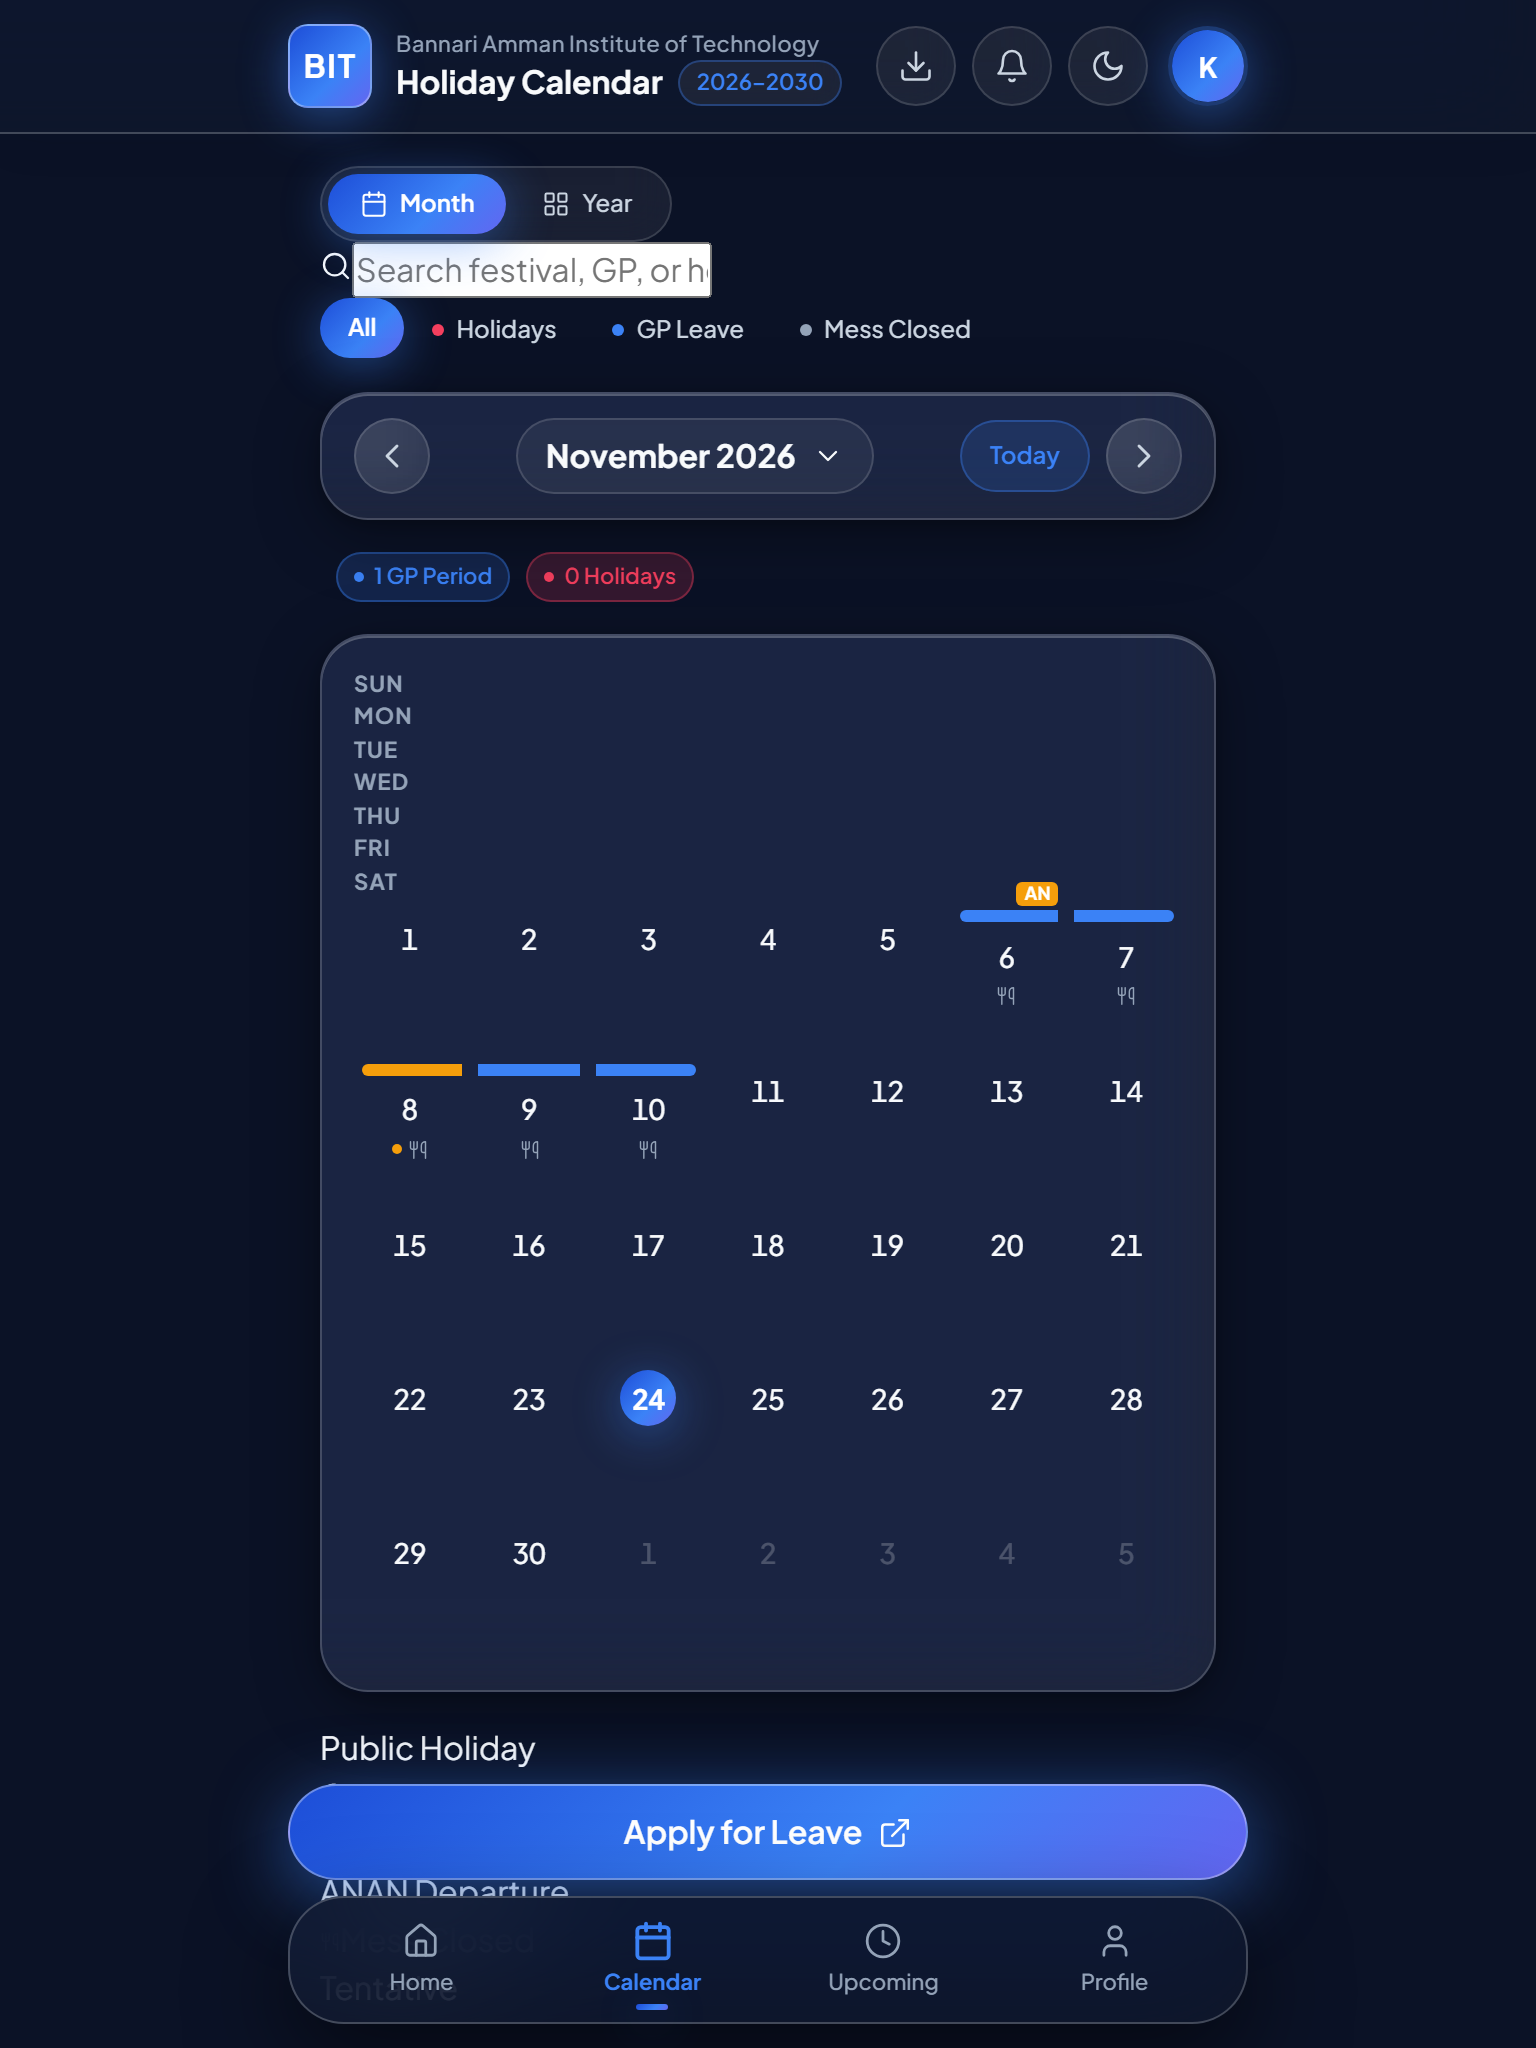 BIT
Bannari Amman Institute of Technology
Holiday Calendar 2026–2030
K
Month Year
Search festival, GP, or h
All Holidays GP Leave Mess Closed
November 2026 Today
1 GP Period 0 Holidays
SUN
MON
TUE
WED
THU
FRI
SAT
AN
1 2 3 4 5 6 7
8 9 10 11 12 13 14
15 16 17 18 19 20 21
22 23 24 25 26 27 28
29 30 1 2 3 4 5
Public Holiday
Apply for Leave
ANAN Departure
Mess Closed
Tentative
Home Calendar Upcoming Profile